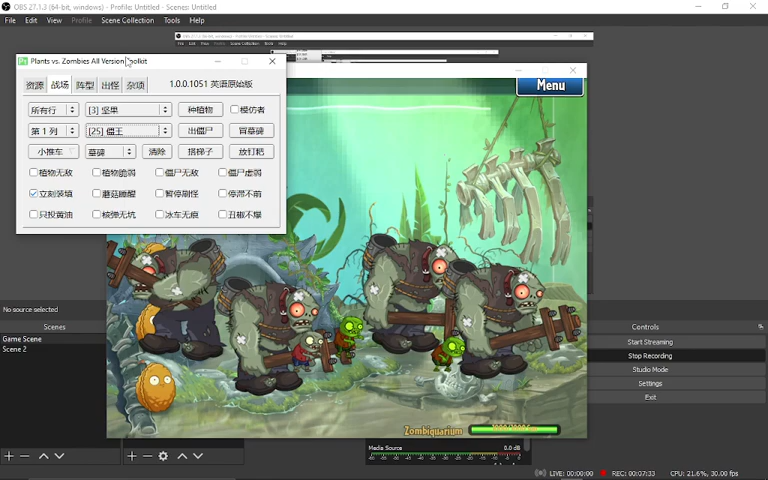 OBS 27.1.3 (64-bit, windows) - Profile: Untitled - Scenes: Untitled
File Edit View Profile Scene Collection Tools Help
Plants vs. Zombies All Version Toolkit
资源 战场 阵型 出怪 杂项 1.0.0.1051 英语原始版
所有行 [3] 坚果 种植物 模仿者
第 1 列 [25] 僵王 出僵尸 冒墓碑
小推车 墓碑 清除 搭梯子 放钉耙
植物无敌 植物脆弱 僵尸无敌 僵尸虚弱
立刻装填 蘑菇睡醒 暂停刷怪 停滞不前
只投黄油 核弹无坑 冰车无痕 丑椒不爆
Menu
Zombiquarium
No source selected
Scenes
Game Scene
Scene 2
Media Source 0.0 dB
Controls
Start Streaming
Stop Recording
Studio Mode
Settings
Exit
LIVE: 00:00:00 REC: 00:07:33 CPU: 21.6%, 30.00 fps